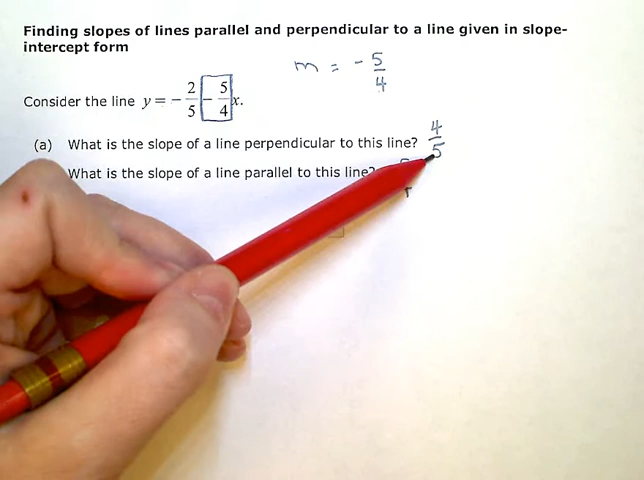 Finding slopes of lines parallel and perpendicular to a line given in slope-
intercept form
m = - 5/4
Consider the line y = - 2/5 - 5/4 x.
(a) What is the slope of a line perpendicular to this line? 4/5
What is the slope of a line parallel to this line?